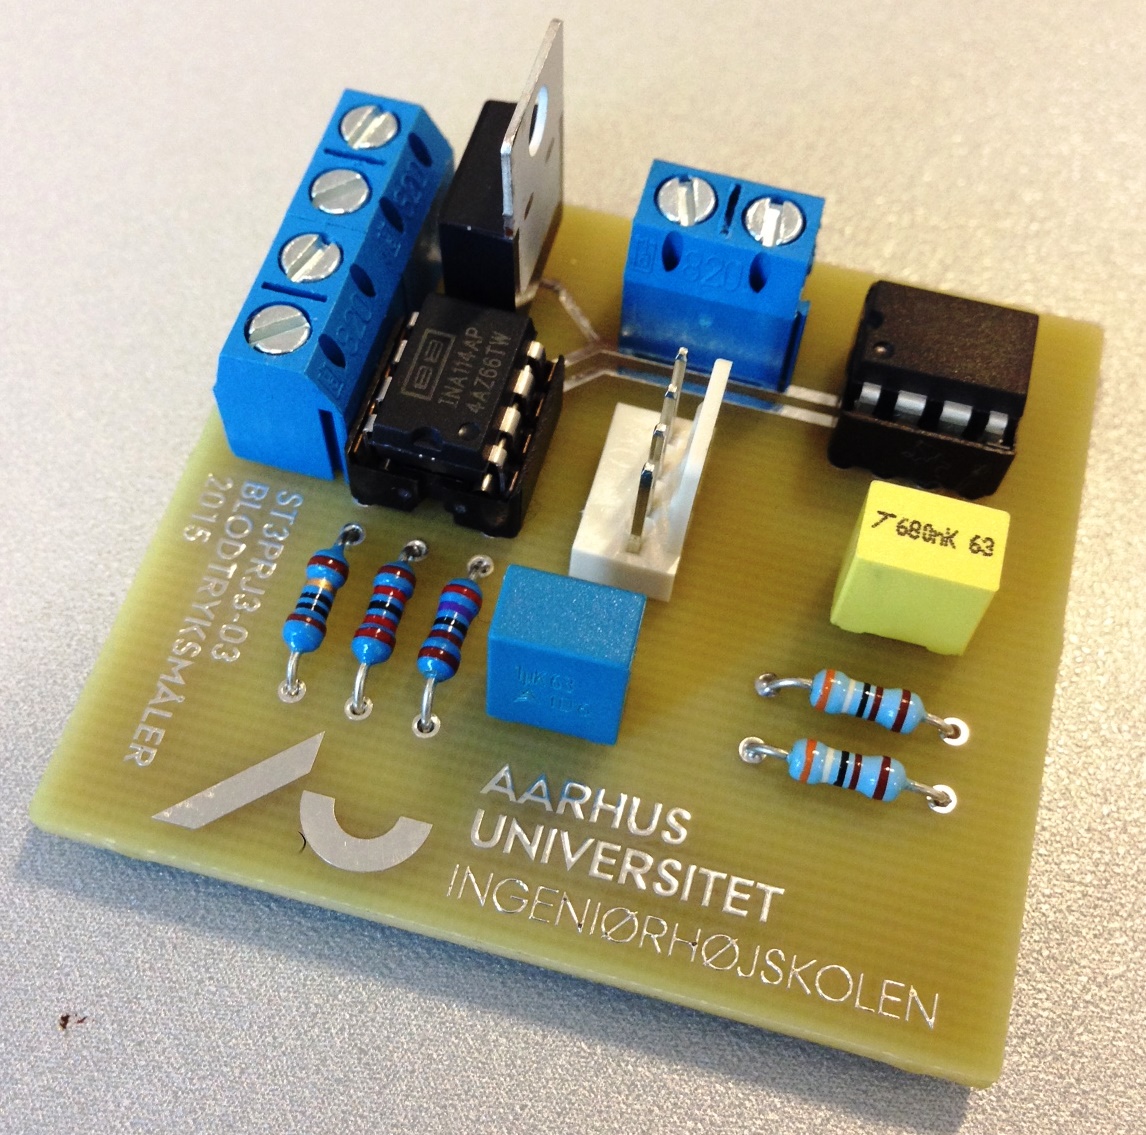 ST3PRJ3-03
BLODTRYKSMÅLER
2015
AARHUS
UNIVERSITET
INGENIØRHØJSKOLEN
INA114AP
4AZ66TW
680nK 63